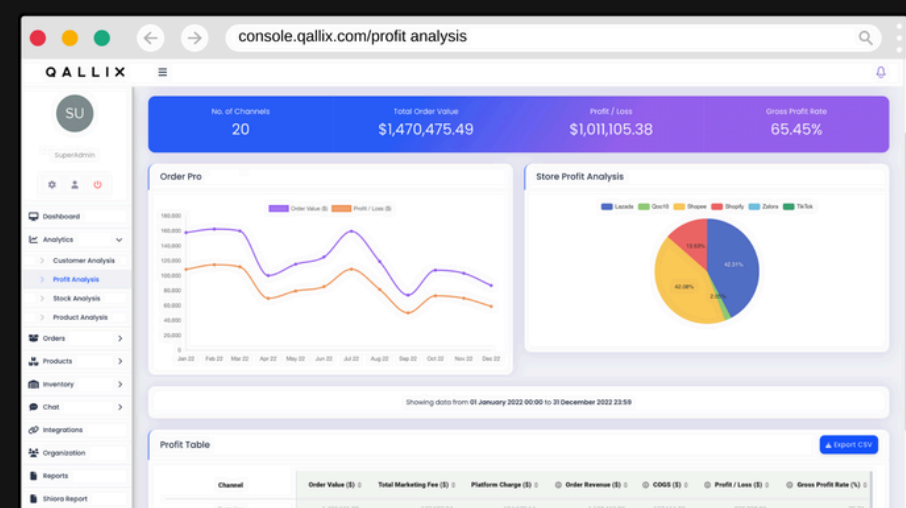 console.qallix.com/profit analysis
QALLIX
SU
SuperAdmin
Dashboard
Analytics
Customer Analysis
Profit Analysis
Stock Analysis
Product Analysis
Orders
Products
Inventory
Chat
Integrations
Organization
Reports
Shiora Report
No. of Channels
20
Total Order Value
$1,470,475.49
Profit / Loss
$1,011,105.38
Gross Profit Rate
65.45%
Order Pro
Order Value ($) Profit / Loss ($)
180,000
160,000
140,000
120,000
100,000
80,000
60,000
40,000
20,000
0
Jan 22 Feb 22 Mar 22 Apr 22 May 22 Jun 22 Jul 22 Aug 22 Sep 22 Oct 22 Nov 22 Dec 22
Store Profit Analysis
Lazada Qoo10 Shopee Shopify Zalora TikTok
42.51%
42.08%
Showing data from 01 January 2022 00:00 to 31 December 2022 23:59
Profit Table
Export CSV
Channel Order Value ($) Total Marketing Fee ($) Platform Charge ($) Order Revenue ($) COGS ($) Profit / Loss ($) Gross Profit Rate (%)